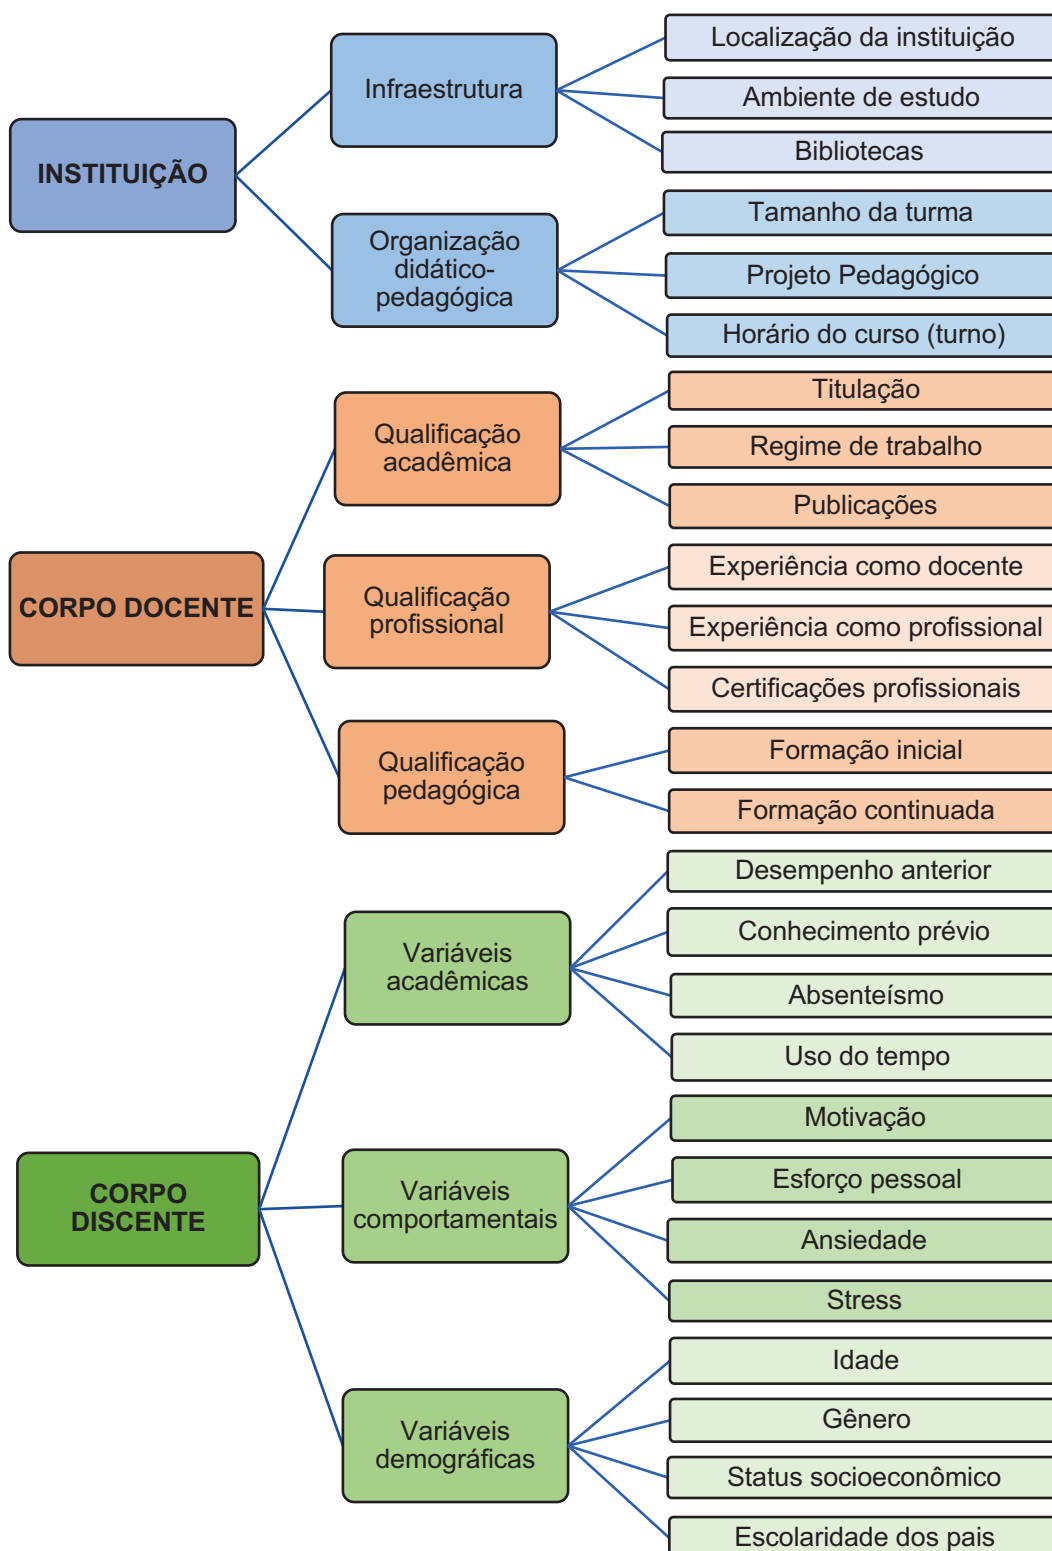 INSTITUIÇÃO
Infraestrutura
Localização da instituição
Ambiente de estudo
Bibliotecas
Organização
didático-
pedagógica
Tamanho da turma
Projeto Pedagógico
Horário do curso (turno)
CORPO DOCENTE
Qualificação
acadêmica
Titulação
Regime de trabalho
Publicações
Qualificação
profissional
Experiência como docente
Experiência como profissional
Certificações profissionais
Qualificação
pedagógica
Formação inicial
Formação continuada
CORPO
DISCENTE
Variáveis
acadêmicas
Desempenho anterior
Conhecimento prévio
Absenteísmo
Uso do tempo
Variáveis
comportamentais
Motivação
Esforço pessoal
Ansiedade
Stress
Variáveis
demográficas
Idade
Gênero
Status socioeconômico
Escolaridade dos pais